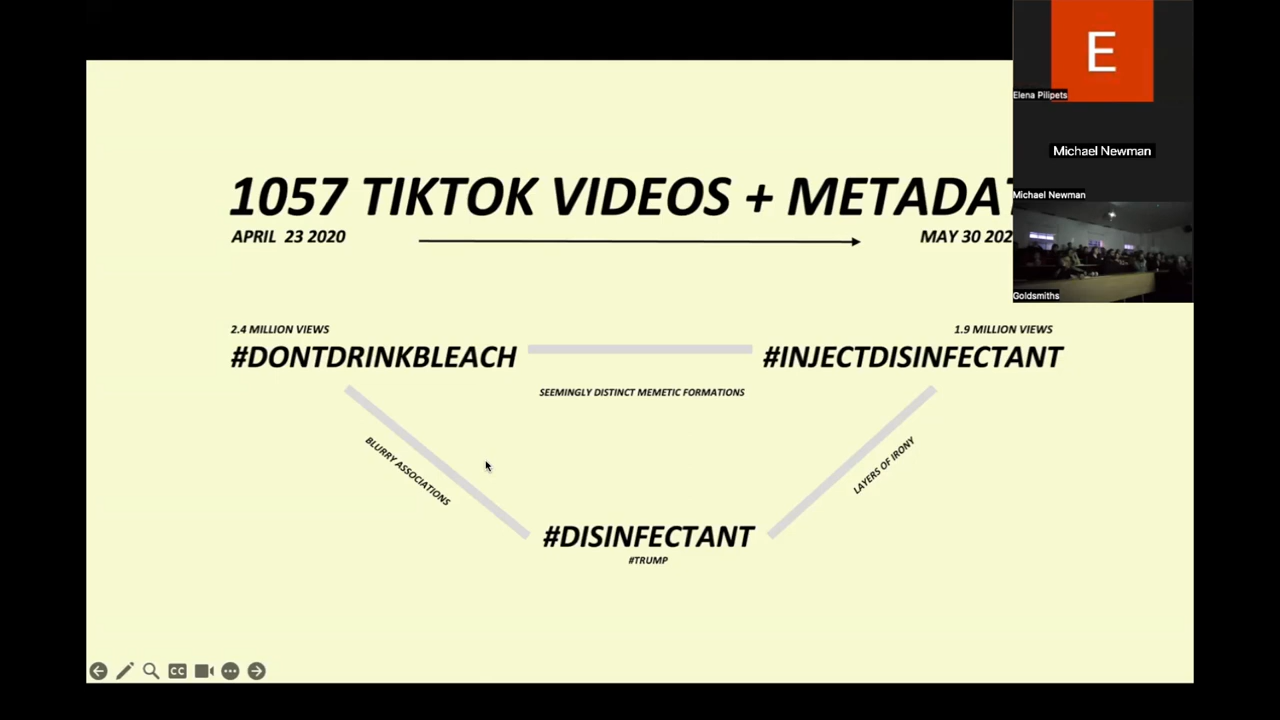 E
Elena Pilipets
Michael Newman
Michael Newman
Goldsmiths
1057 TIKTOK VIDEOS + METADAT
APRIL 23 2020
MAY 30 202
2.4 MILLION VIEWS
1.9 MILLION VIEWS
#DONTDRINKBLEACH
#INJECTDISINFECTANT
SEEMINGLY DISTINCT MEMETIC FORMATIONS
BLURRY ASSOCIATIONS
LAYERS OF IRONY
#DISINFECTANT
#TRUMP
CC